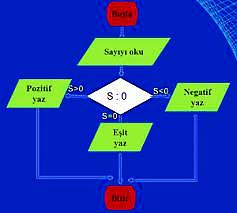 Başla
Sayıyı oku
Pozitif
yaz
S>0
S : 0
S<0
Negatif
yaz
S=0
Eşit
yaz
Bitir